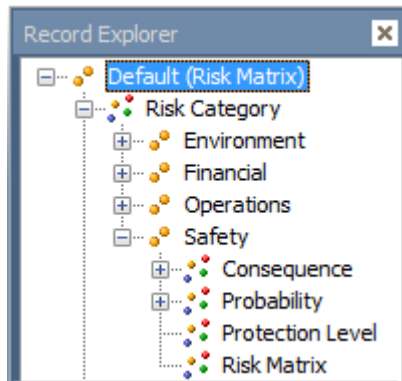 Record Explorer
Default (Risk Matrix)
Risk Category
Environment
Financial
Operations
Safety
Consequence
Probability
Protection Level
Risk Matrix